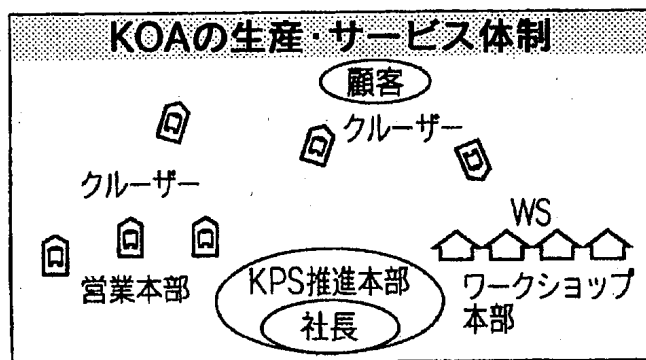 KOAの生産・サービス体制
顧客
クルーザー
クルーザー
WS
営業本部
KPS推進本部
ワークショップ
本部
社長